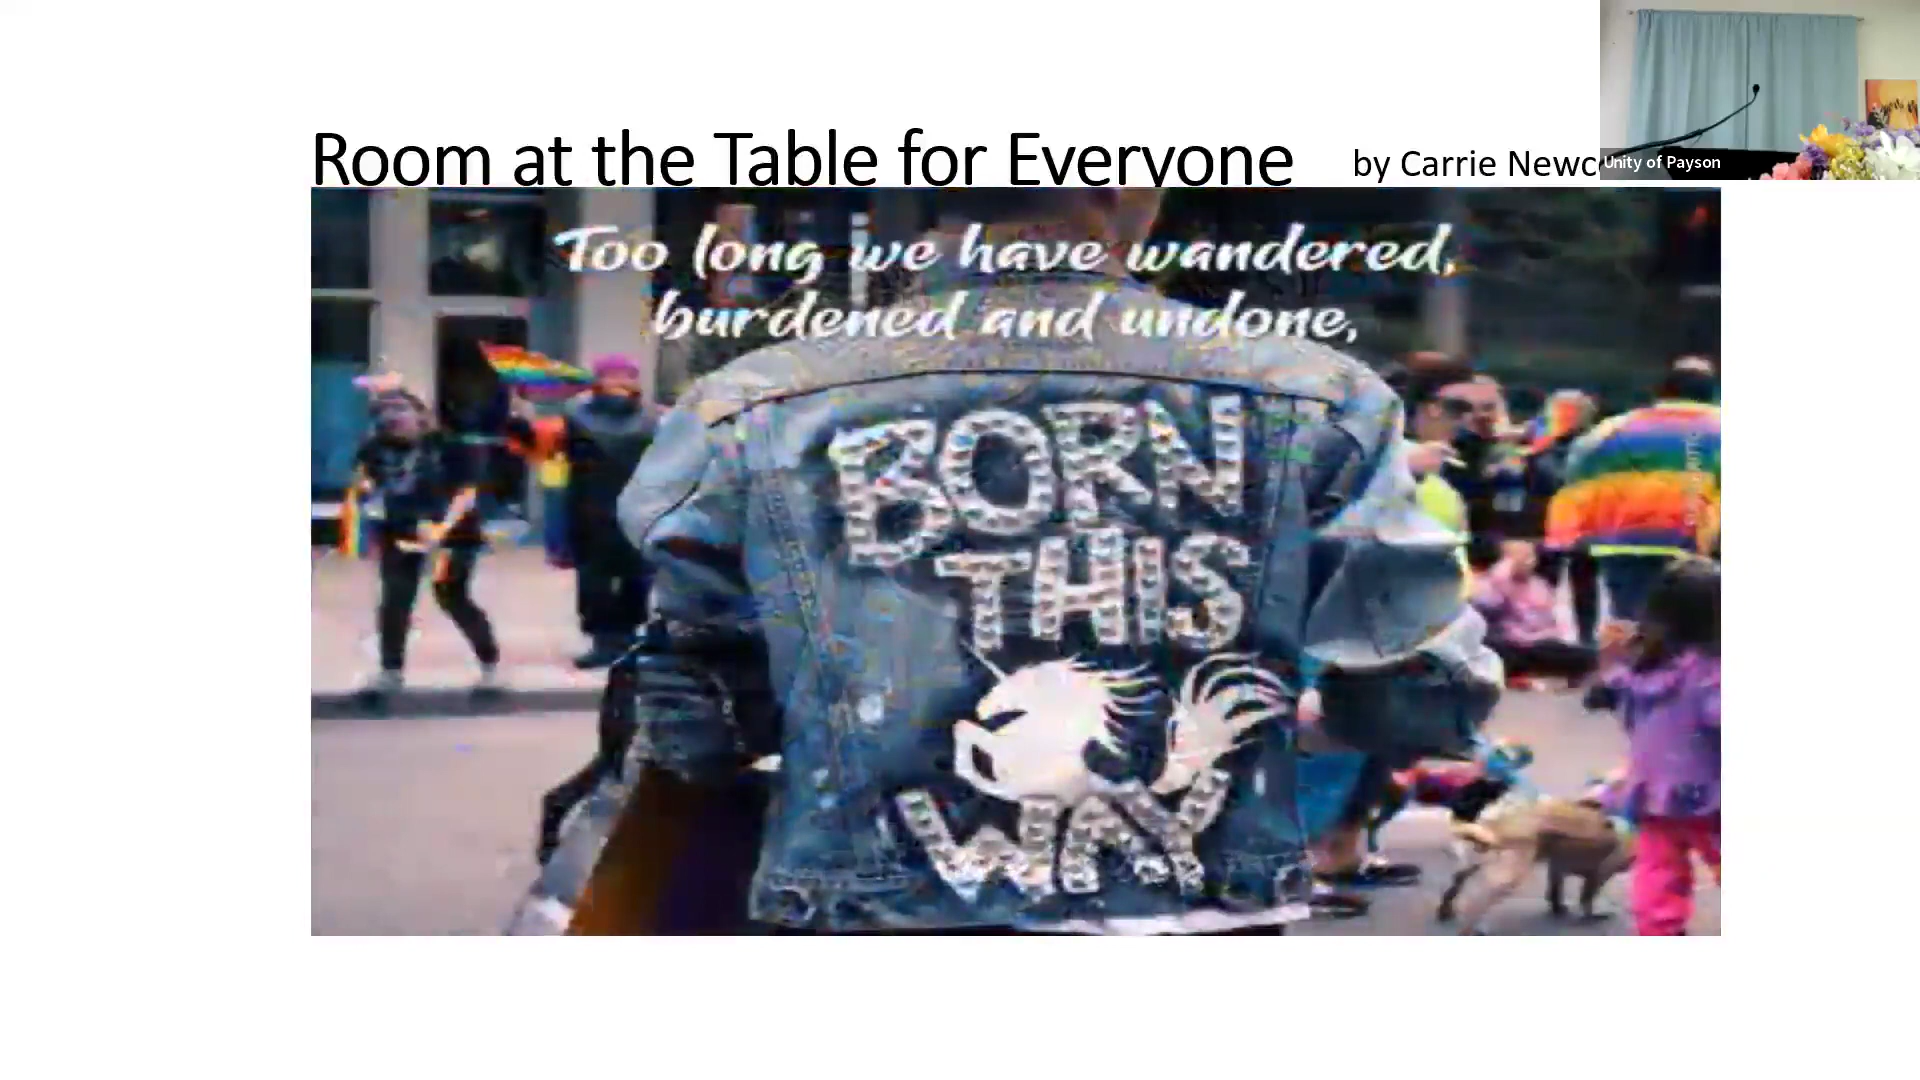 Room at the Table for Everyone by Carrie Newc
Unity of Payson
Too long we have wandered,
burdened and undone,
BORN
THIS
WAY